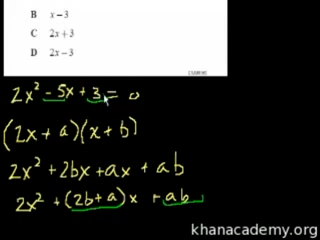 B x − 3
C 2x + 3
D 2x − 3
2x² − 5x + 3 = 0
(2x + a)(x + b)
2x² + 2bx + ax + ab
2x² + (2b + a)x + ab
khanacademy.org